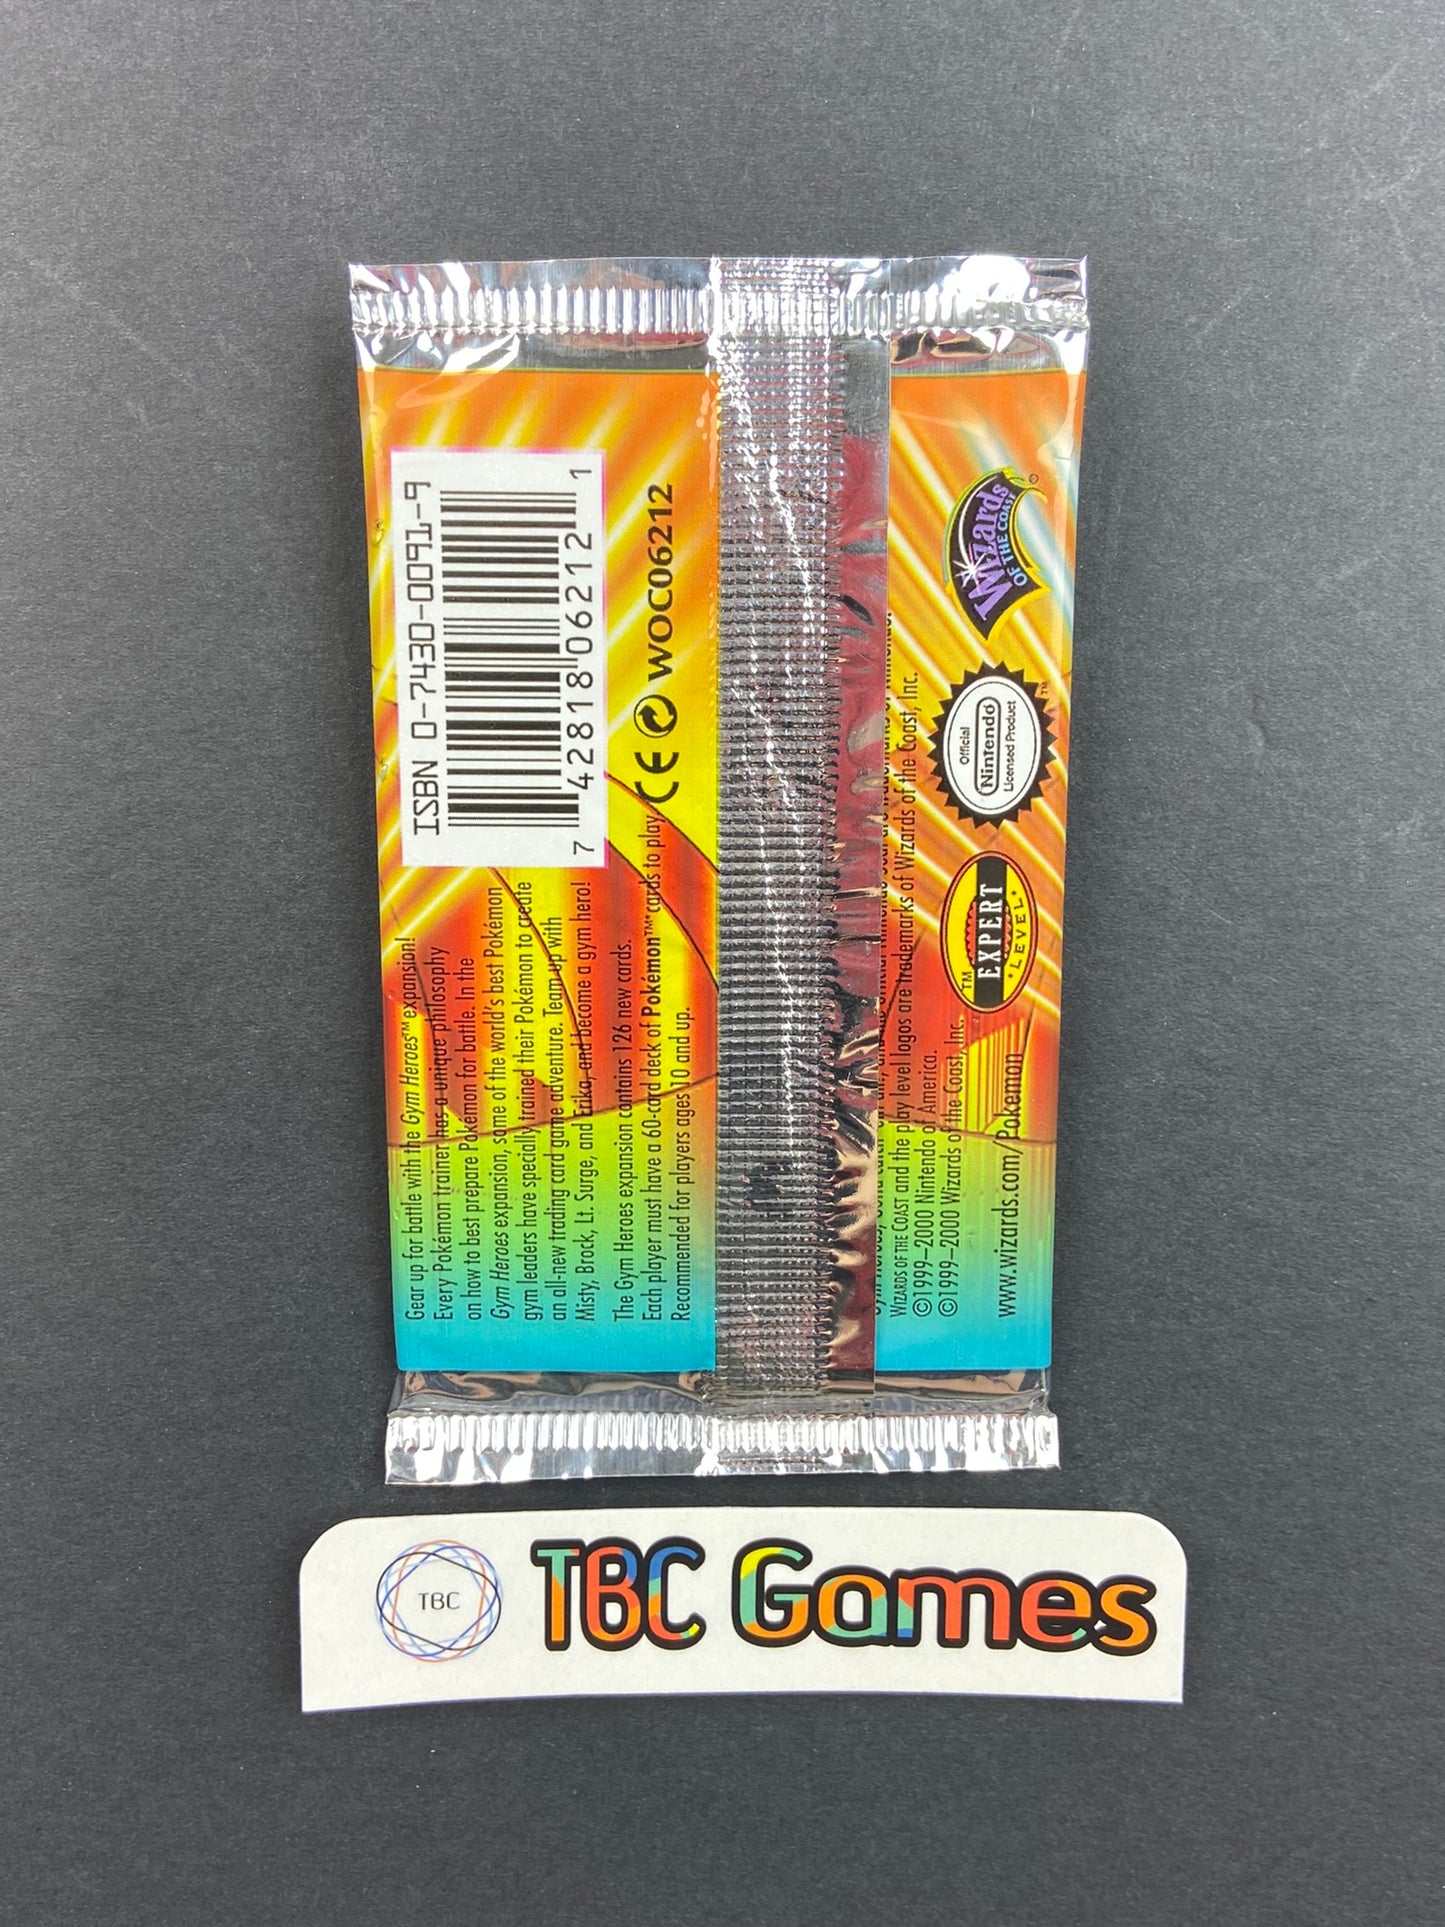 ISBN 0-7430-0091-9
7 42818 06212 1
CE WOC06212
Gear up for battle with the Gym Heroes™ expansion!
Every Pokémon trainer has a unique philosophy
on how to best prepare Pokémon for battle. In the
Gym Heroes expansion, some of the world's best Pokémon
gym leaders have specially trained their Pokémon to create
an all-new trading card game adventure. Team up with
Misty, Brock, Lt. Surge, and Erika, and become a gym hero!
The Gym Heroes expansion contains 126 new cards.
Each player must have a 60-card deck of Pokémon™* cards to play.
Recommended for players ages 10 and up.
WIZARDS OF THE COAST and the play level logos are trademarks of Wizards of the Coast, Inc.
©1999–2000 Nintendo of America.
©1999–2000 Wizards of the Coast, Inc.
www.wizards.com/Pokemon
TM
EXPERT
LEVEL
Official
Nintendo
Licensed Product
TM
Wizards
OF THE COAST
®
TBC
TBC Games